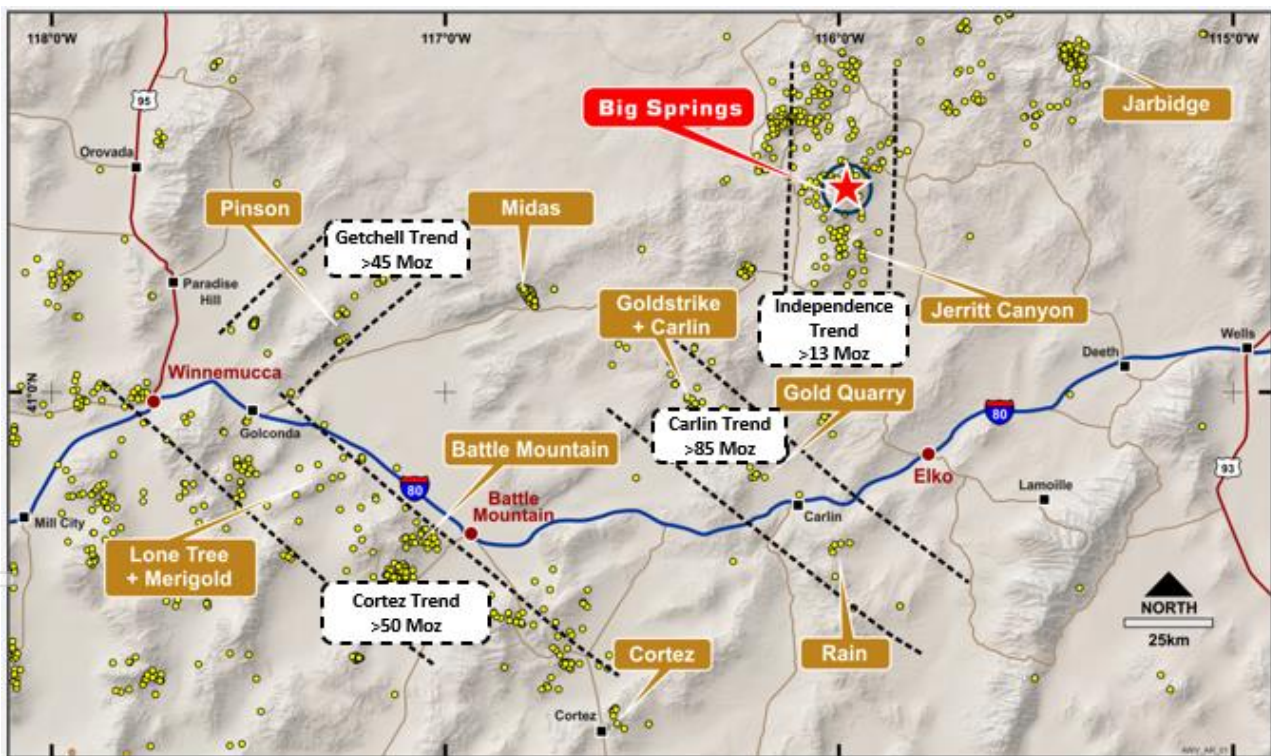 118°0'W
117°0'W
116°0'W
115°0'W
95
Orovada
Big Springs
Jarbidge
Pinson
Midas
Getchell Trend
>45 Moz
Paradise
Hill
Goldstrike
+ Carlin
Independence
Trend
>13 Moz
Jerritt Canyon
Wells
Deeth
Winnemucca
41°0'N
Golconda
Gold Quarry
80
Carlin Trend
>85 Moz
Battle Mountain
80
Elko
93
Lamoille
Mill City
Battle
Mountain
Carlin
Lone Tree
+ Merigold
Cortez Trend
>50 Moz
NORTH
25km
Cortez
Rain
Cortez